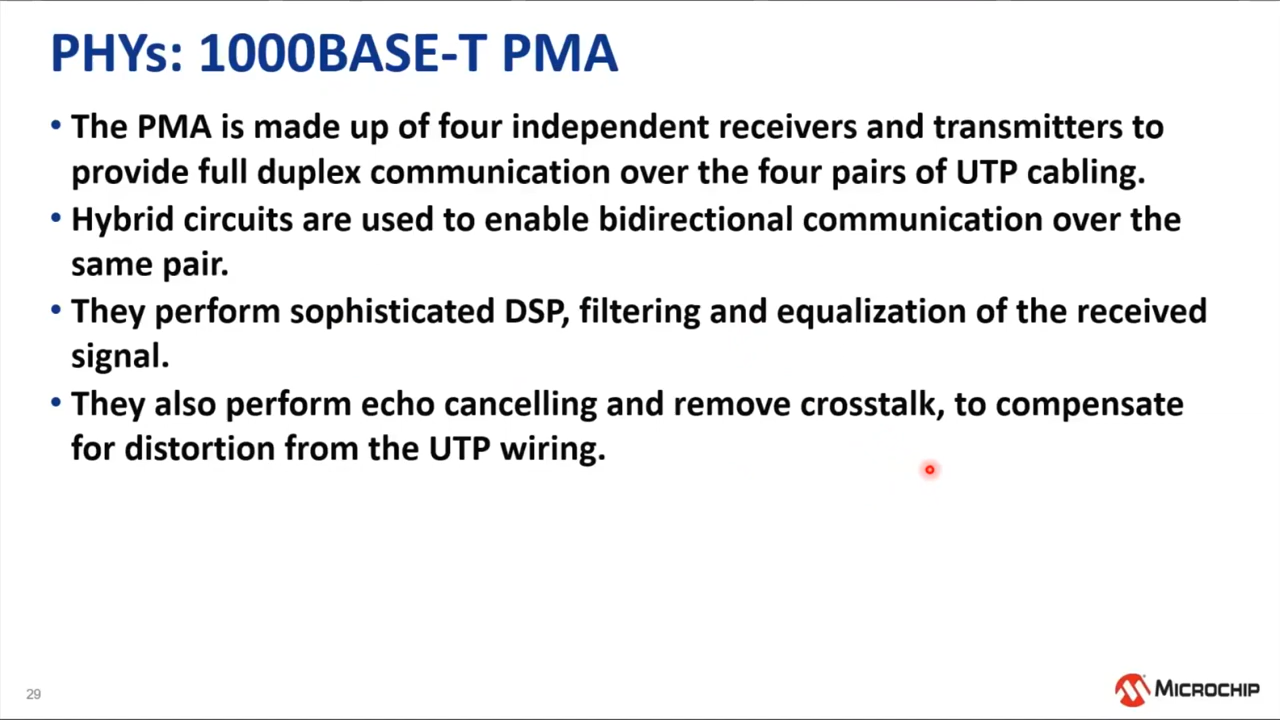 PHYs: 1000BASE-T PMA
• The PMA is made up of four independent receivers and transmitters to
provide full duplex communication over the four pairs of UTP cabling.
• Hybrid circuits are used to enable bidirectional communication over the
same pair.
• They perform sophisticated DSP, filtering and equalization of the received
signal.
• They also perform echo cancelling and remove crosstalk, to compensate
for distortion from the UTP wiring.
29
MICROCHIP